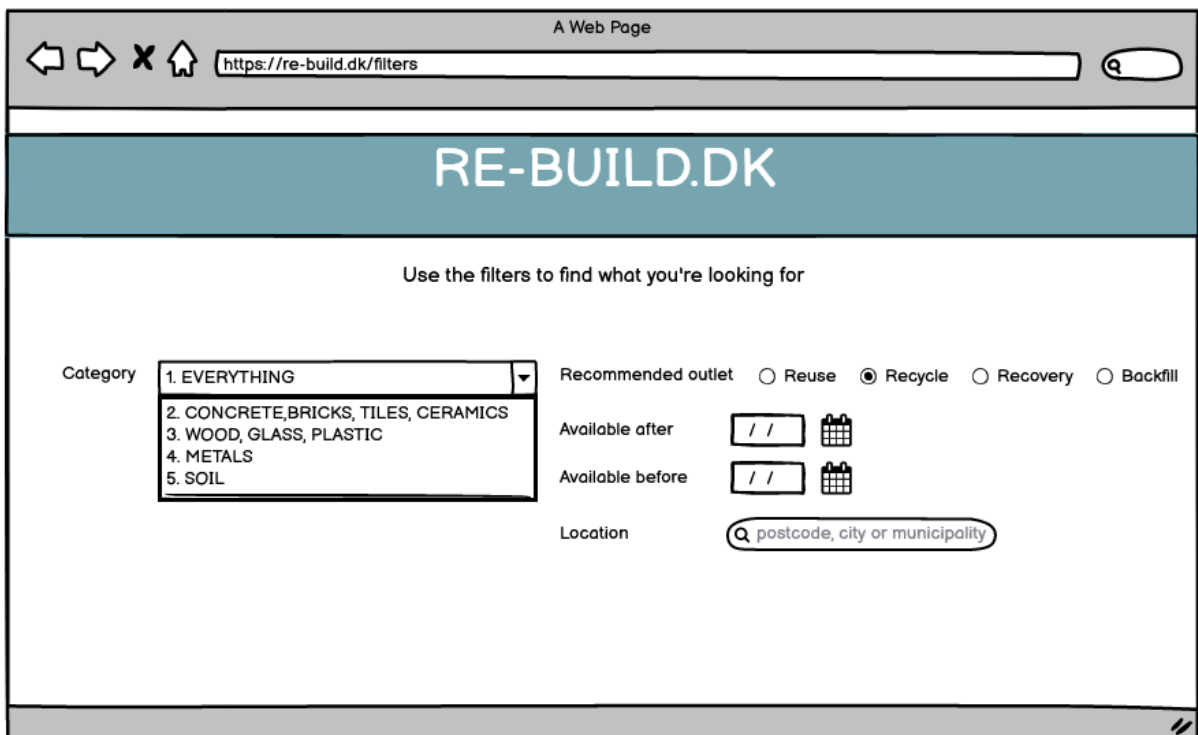 A Web Page
https://re-build.dk/filters
RE-BUILD.DK
Use the filters to find what you're looking for
Category
1. EVERYTHING
2. CONCRETE,BRICKS, TILES, CERAMICS
3. WOOD, GLASS, PLASTIC
4. METALS
5. SOIL
Recommended outlet Reuse Recycle Recovery Backfill
Available after / /
Available before / /
Location postcode, city or municipality